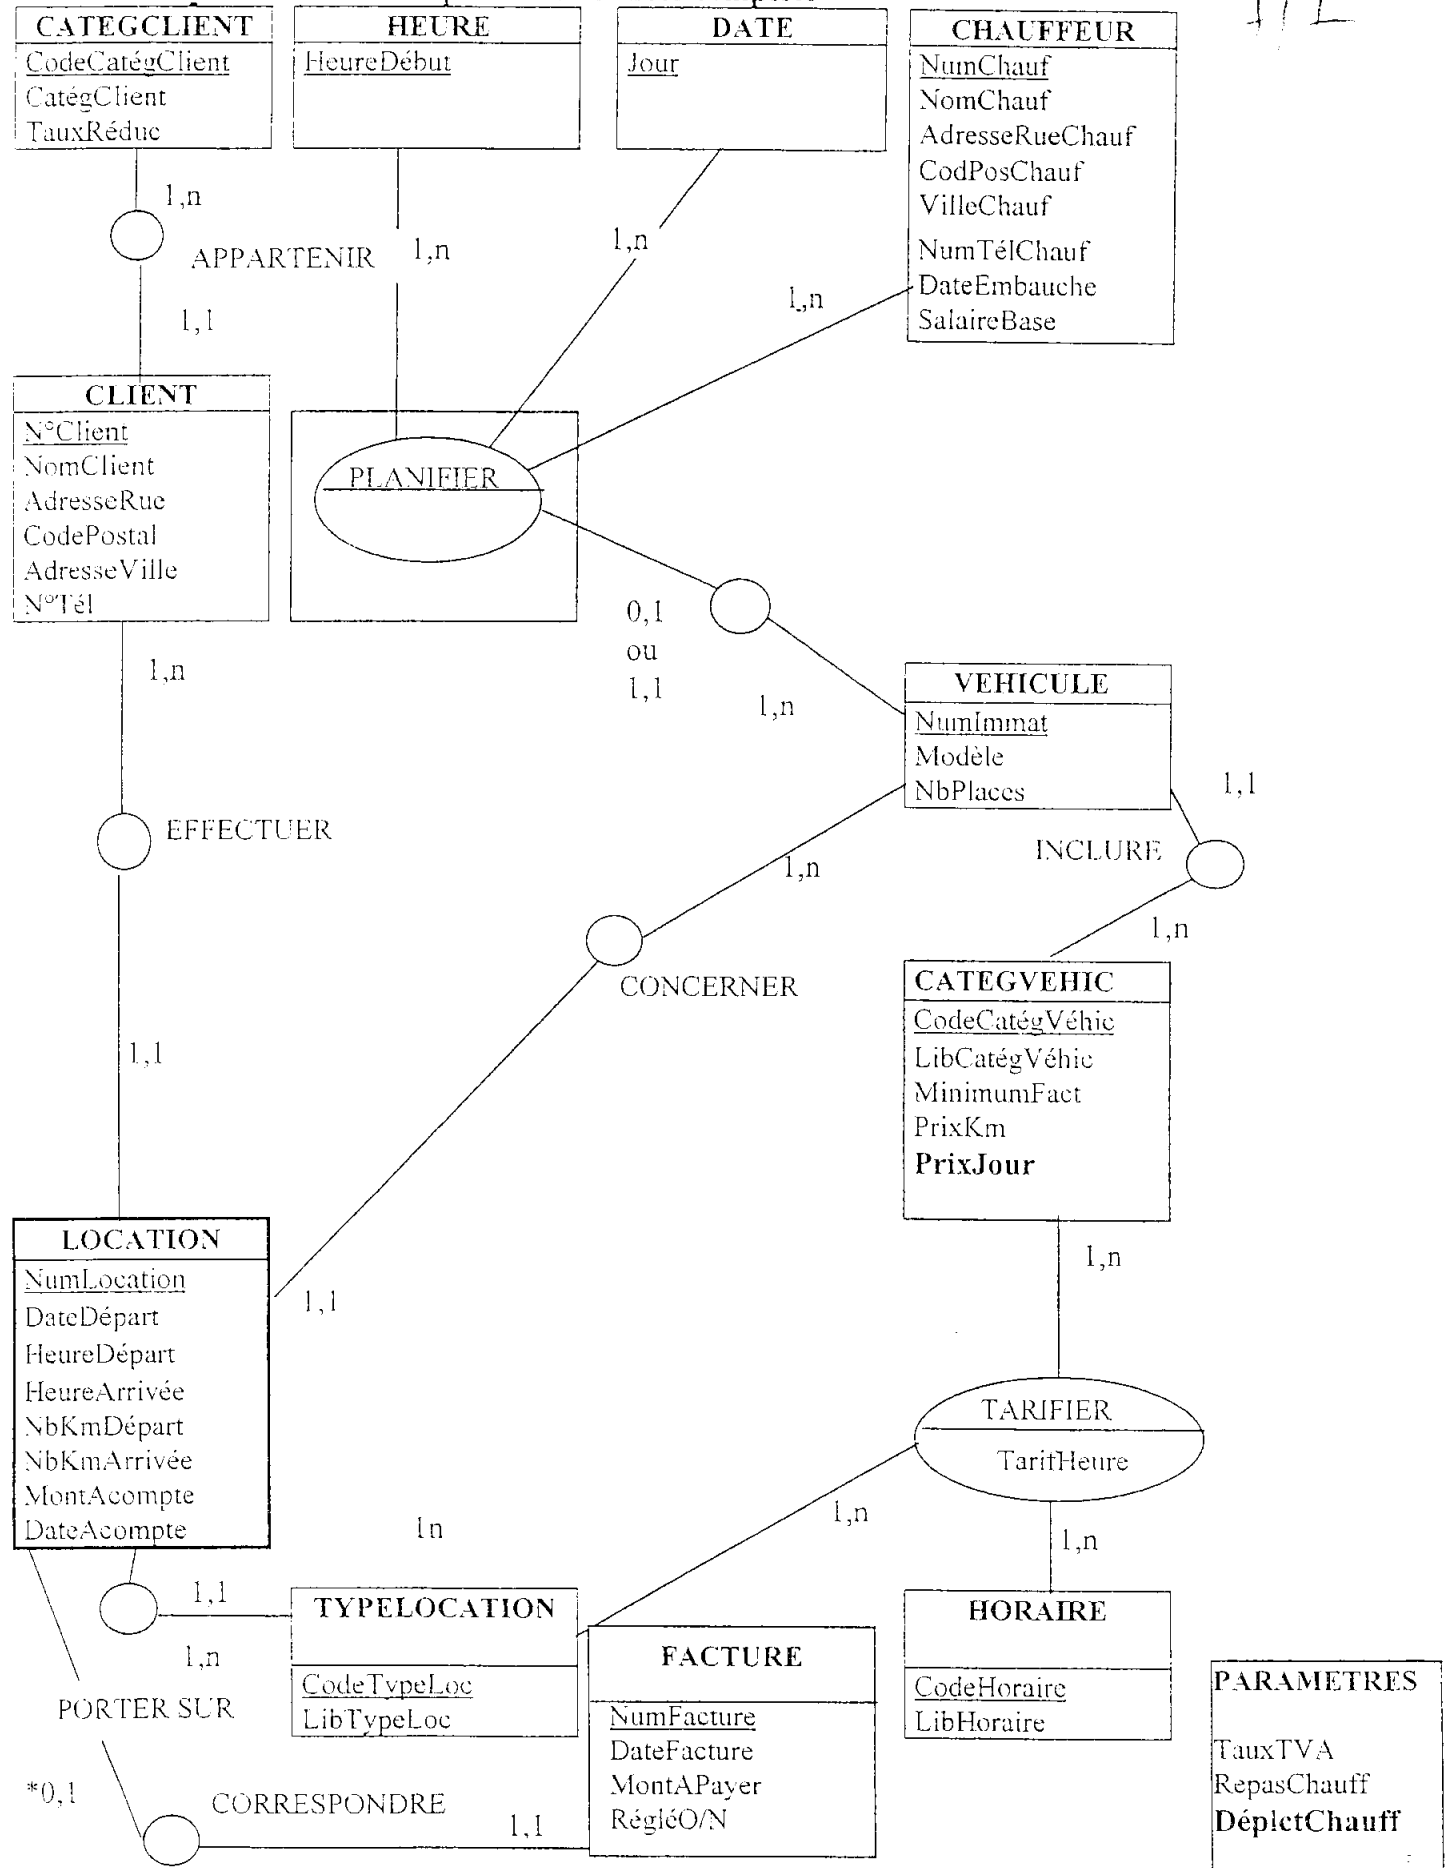 CATEGCLIENT
CodeCatégClient
CatégClient
TauxRéduc
HEURE
HeureDébut
DATE
Jour
CHAUFFEUR
NumChauf
NomChauf
AdresseRueChauf
CodPosChauf
VilleChauf
NumTélChauf
DateEmbauche
SalaireBase
1,n
APPARTENIR
1,n
1,n
1,n
1,1
CLIENT
N°Client
NomClient
AdresseRue
CodePostal
AdresseVille
N°Tél
PLANIFIER
0,1
ou
1,1
1,n
1,n
VEHICULE
NumImmat
Modèle
NbPlaces
1,1
EFFECTUER
INCLURE
1,n
1,n
CONCERNER
CATEGVEHIC
CodeCatégVéhic
LibCatégVéhic
MinimumFact
PrixKm
PrixJour
1,1
LOCATION
NumLocation
DateDépart
HeureDépart
HeureArrivée
NbKmDépart
NbKmArrivée
MontAcompte
DateAcompte
1,1
1,n
TARIFIER
TarifHeure
1,n
1,n
1n
1,1
1,n
TYPELOCATION
CodeTypeLoc
LibTypeLoc
HORAIRE
CodeHoraire
LibHoraire
FACTURE
NumFacture
DateFacture
MontAPayer
RégléO/N
PARAMETRES
TauxTVA
RepasChauff
DéplctChauff
PORTER SUR
*0,1
CORRESPONDRE
1,1